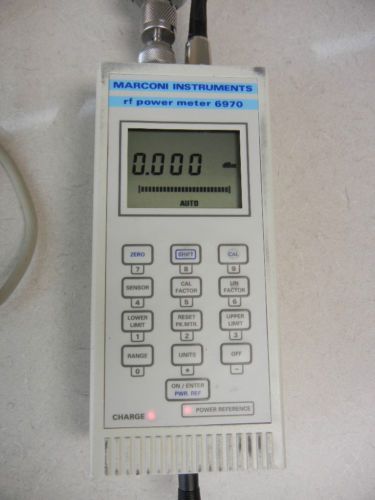 MARCONI INSTRUMENTS
rf power meter 6970
0.000 dBm
AUTO
ZERO SHIFT CAL
7 8 9
SENSOR CAL FACTOR LIN FACTOR
4 5 6
LOWER LIMIT RESET PK.MTR. UPPER LIMIT
1 2 3
RANGE UNITS OFF
0 • −
ON / ENTER
PWR. REF
CHARGE POWER REFERENCE